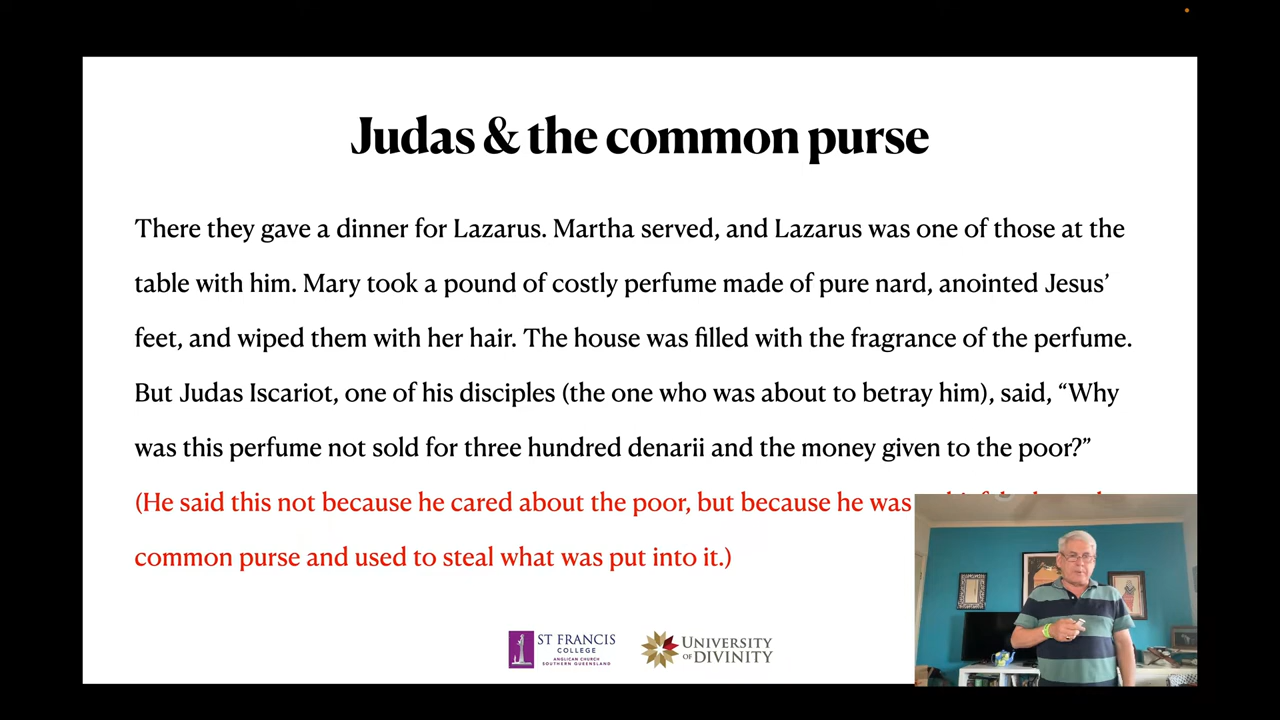 Judas & the common purse
There they gave a dinner for Lazarus. Martha served, and Lazarus was one of those at the
table with him. Mary took a pound of costly perfume made of pure nard, anointed Jesus’
feet, and wiped them with her hair. The house was filled with the fragrance of the perfume.
But Judas Iscariot, one of his disciples (the one who was about to betray him), said, “Why
was this perfume not sold for three hundred denarii and the money given to the poor?”
(He said this not because he cared about the poor, but because he was
common purse and used to steal what was put into it.)
ST FRANCIS
COLLEGE
ANGLICAN CHURCH
SOUTHERN QUEENSLAND
UNIVERSITY
OF DIVINITY